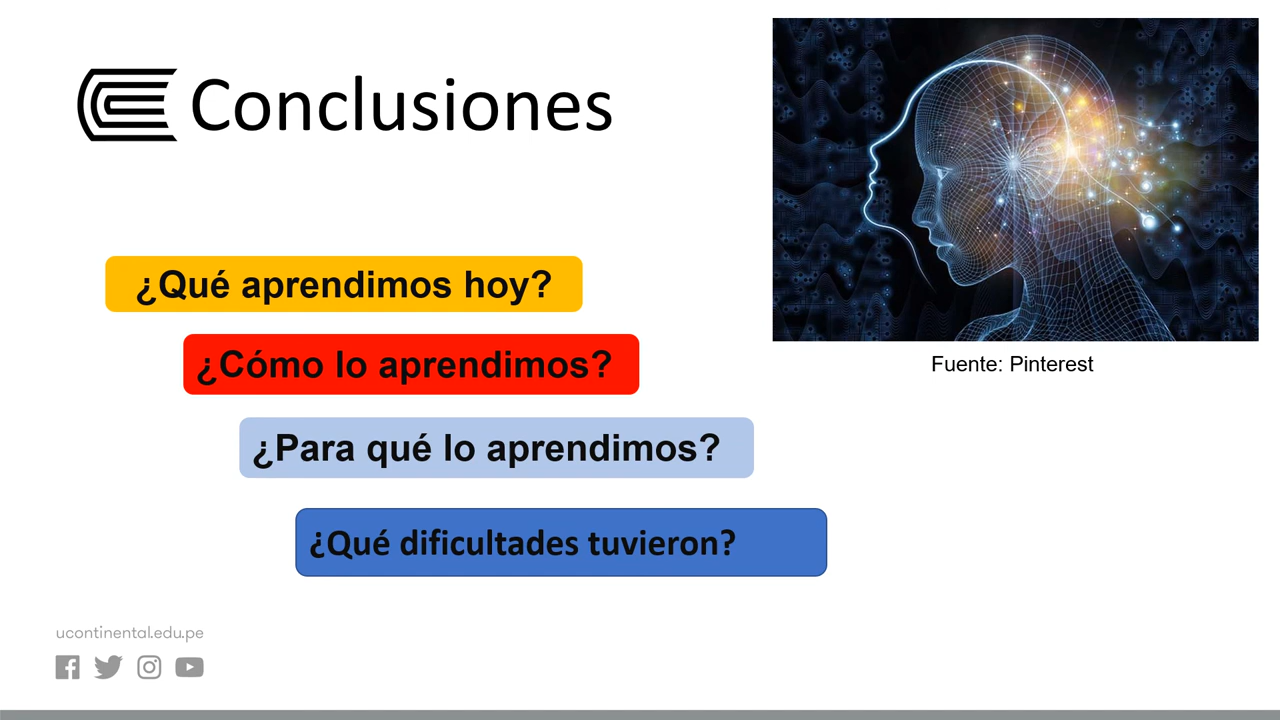 Conclusiones
¿Qué aprendimos hoy?
¿Cómo lo aprendimos?
¿Para qué lo aprendimos?
¿Qué dificultades tuvieron?
Fuente: Pinterest
ucontinental.edu.pe